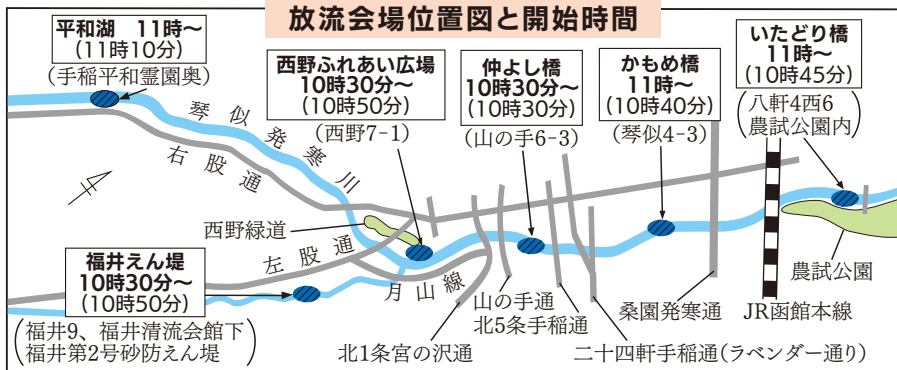 放流会場位置図と開始時間
平和湖　11時～
(11時10分)
(手稲平和霊園奥)
西野ふれあい広場
10時30分～
(10時50分)
(西野7-1)
仲よし橋
10時30分～
(10時30分)
(山の手6-3)
かもめ橋
11時～
(10時40分)
(琴似4-3)
いたどり橋
11時～
(10時45分)
(八軒4西6
農試公園内)
琴似発寒川
右股通
西野緑道
左股通
月山線
福井えん堤
10時30分～
(10時50分)
(福井9、福井清流会館下
福井第2号砂防えん堤)
北1条宮の沢通
山の手通
北5条手稲通
二十四軒手稲通(ラベンダー通り)
桑園発寒通
JR函館本線
農試公園